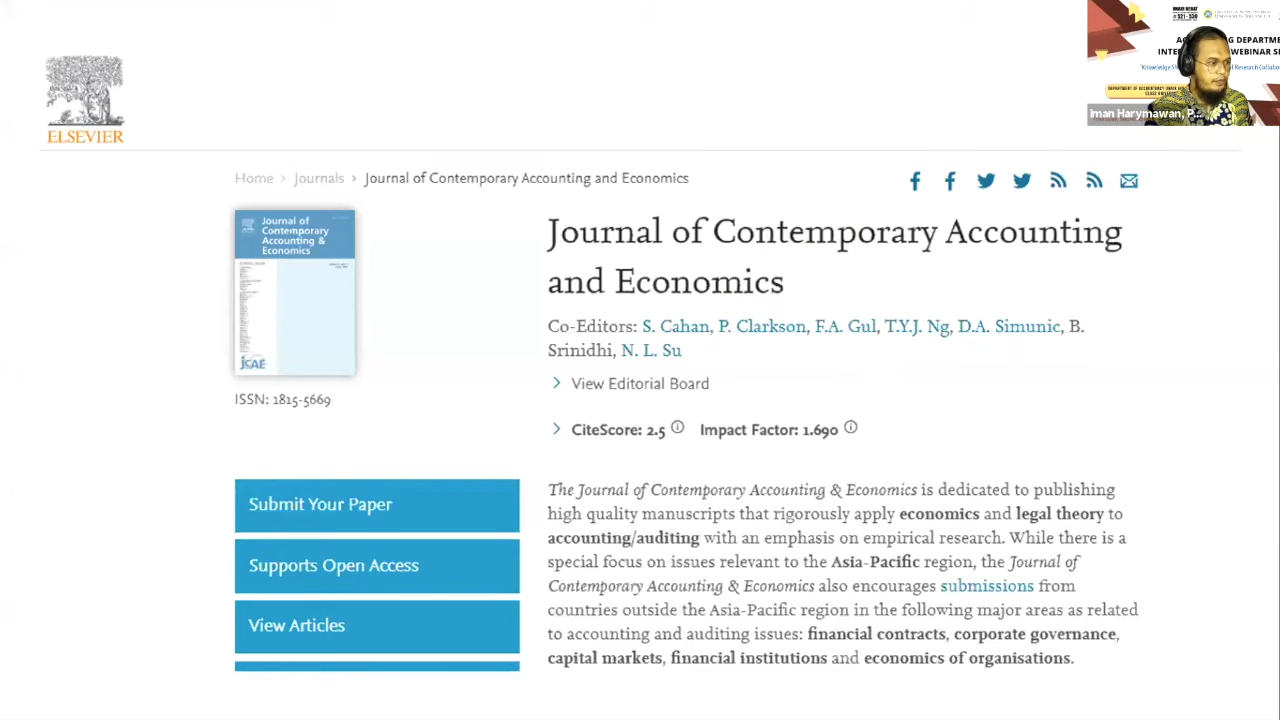 ELSEVIER
Home > Journals > Journal of Contemporary Accounting and Economics
Journal of
Contemporary
Accounting &
Economics
JCAE
ISSN: 1815-5669
Submit Your Paper
Supports Open Access
View Articles
Journal of Contemporary Accounting
and Economics
Co-Editors: S. Cahan, P. Clarkson, F.A. Gul, T.Y.J. Ng, D.A. Simunic, B.
Srinidhi, N. L. Su
> View Editorial Board
> CiteScore: 2.5 Impact Factor: 1.690
The Journal of Contemporary Accounting & Economics is dedicated to publishing
high quality manuscripts that rigorously apply economics and legal theory to
accounting/auditing with an emphasis on empirical research. While there is a
special focus on issues relevant to the Asia-Pacific region, the Journal of
Contemporary Accounting & Economics also encourages submissions from
countries outside the Asia-Pacific region in the following major areas as related
to accounting and auditing issues: financial contracts, corporate governance,
capital markets, financial institutions and economics of organisations.
Iman Harymawan, P...